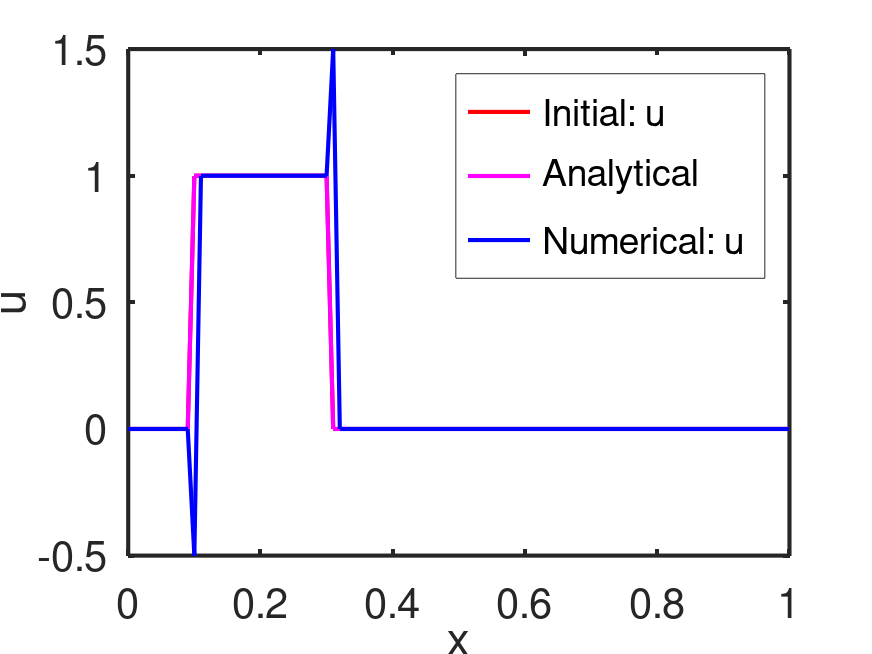 1.5
1
0.5
0
-0.5
u
0
0.2
0.4
0.6
0.8
1
x
Initial: u
Analytical
Numerical: u